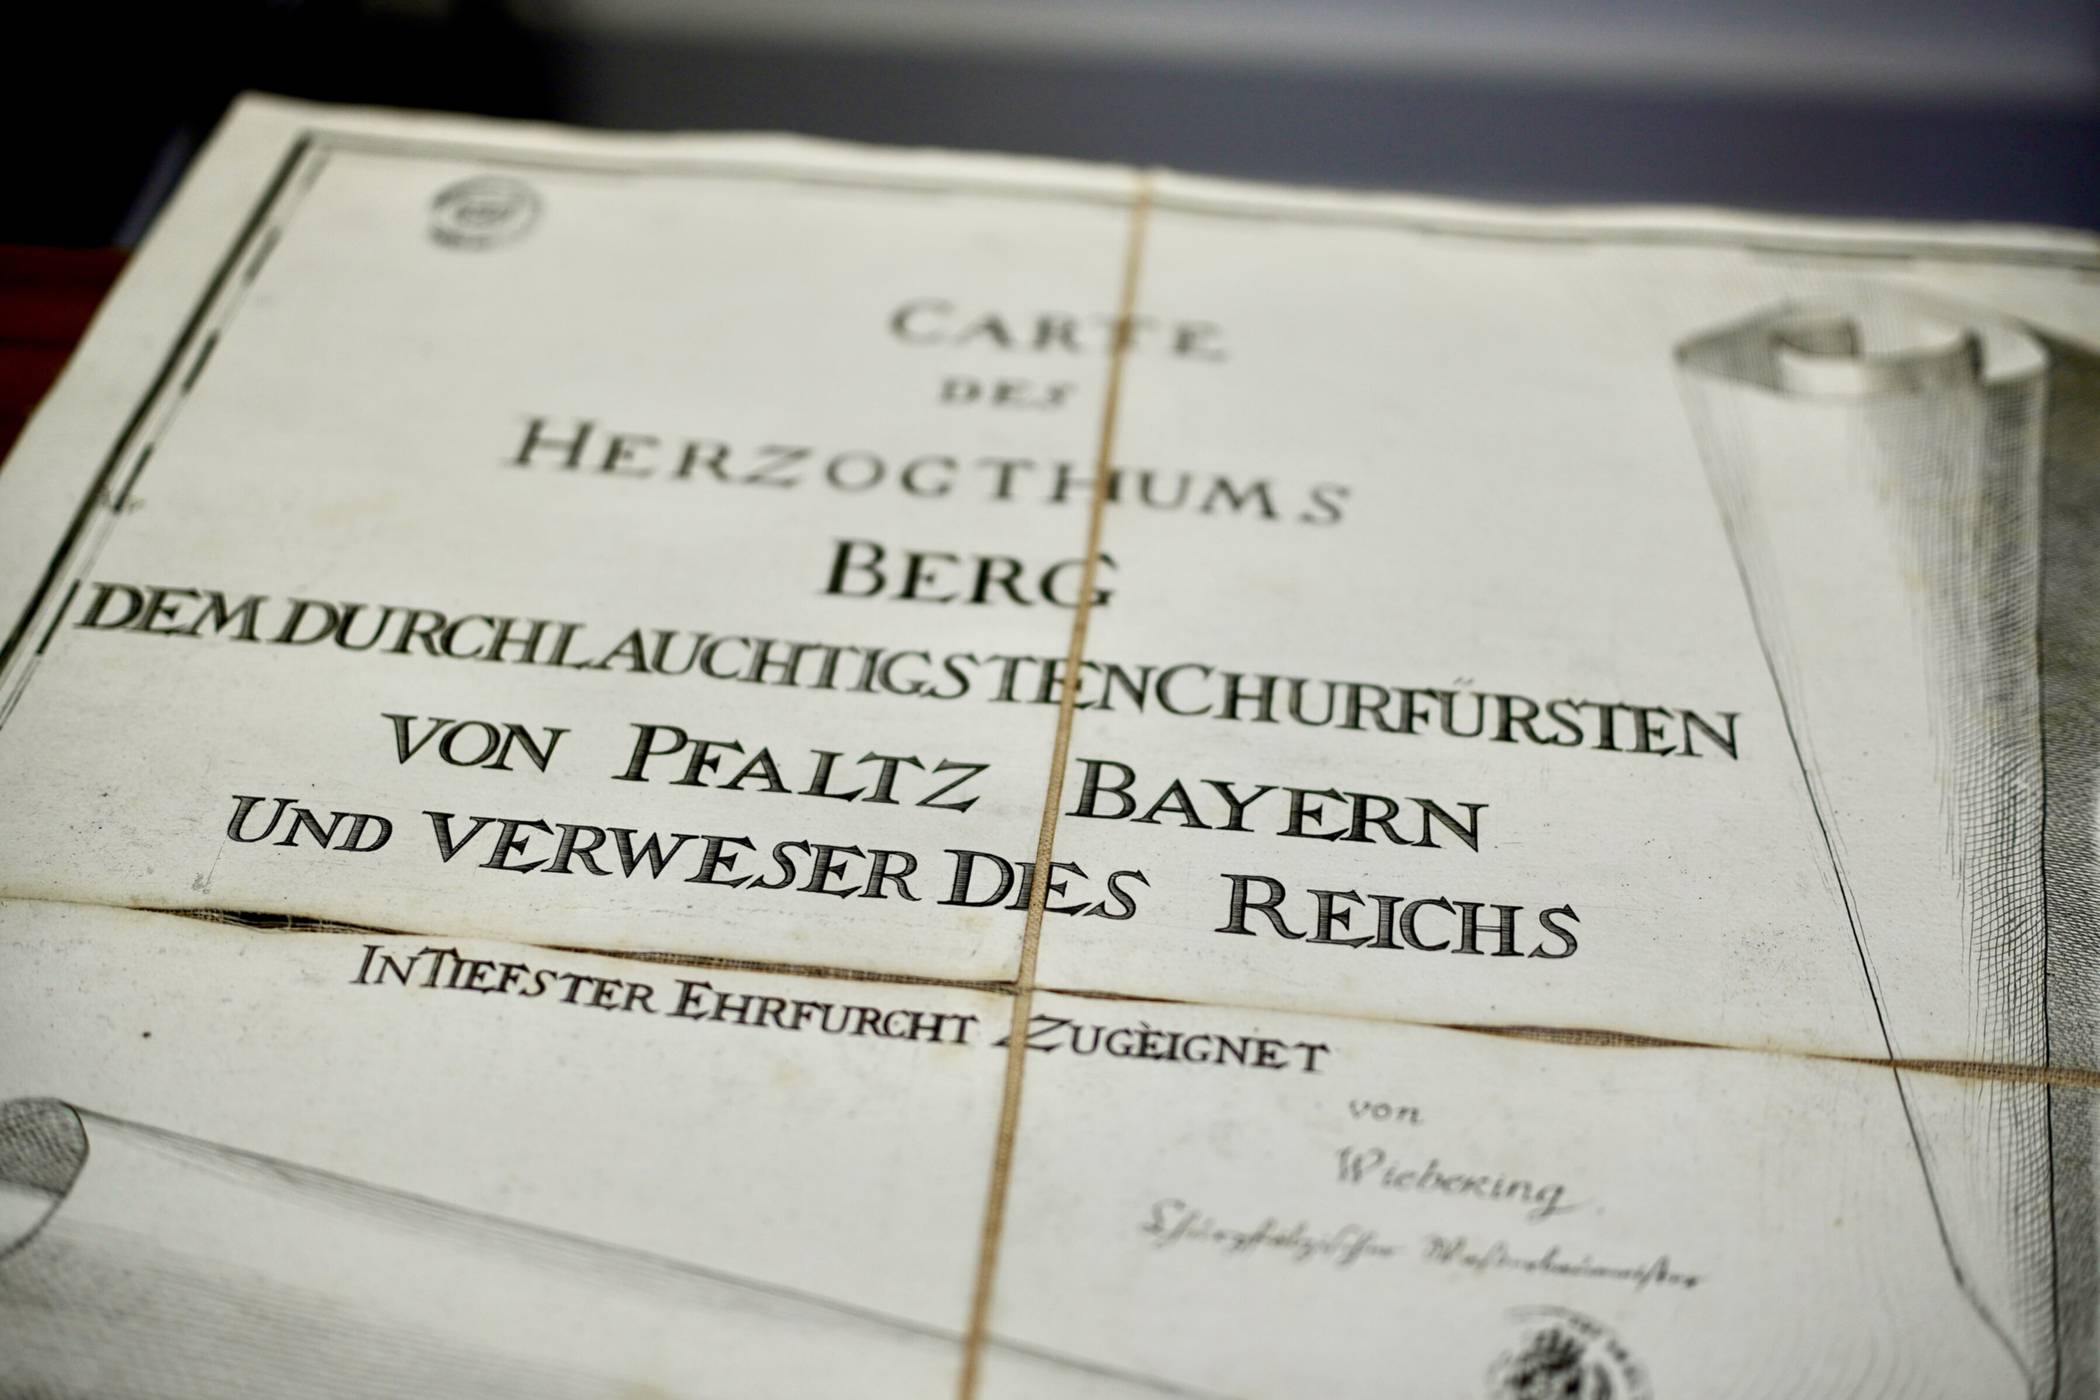 CARTE
DES
HERZOGTHUMS
BERG
DEM DURCHLAUCHTIGSTEN CHURFÜRSTEN
VON PFALTZ BAYERN
UND VERWESER DES REICHS
IN TIEFSTER EHRFURCHT ZUGEIGNET
von
Wiebeking